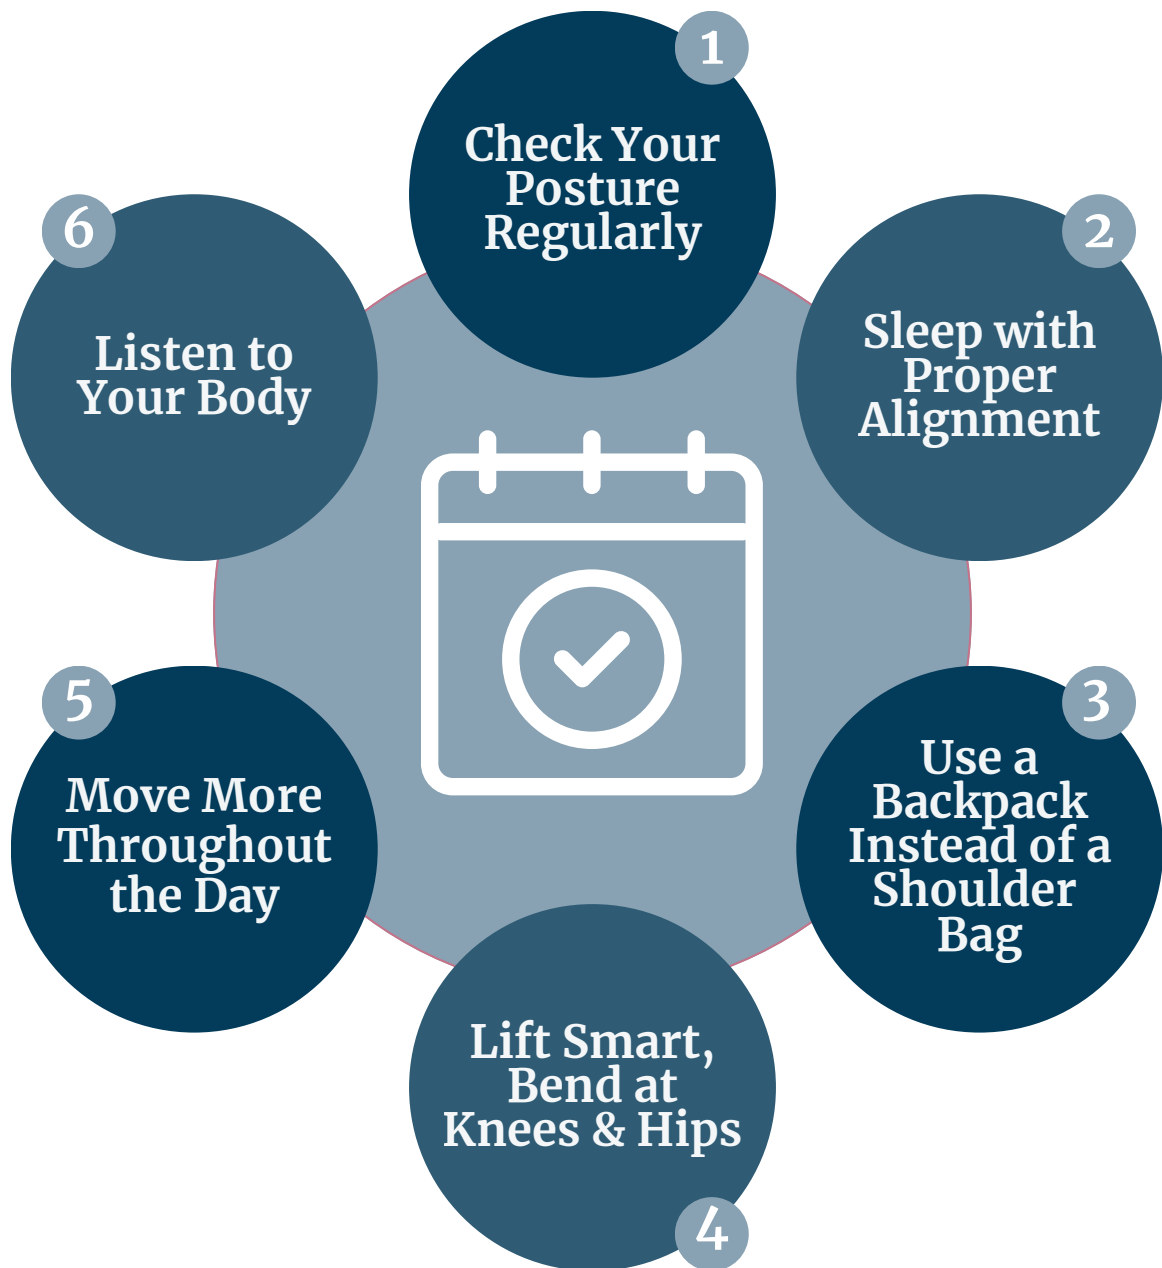 1
Check Your
Posture
Regularly
2
Sleep with
Proper
Alignment
3
Use a
Backpack
Instead of a
Shoulder
Bag
4
Lift Smart,
Bend at
Knees & Hips
5
Move More
Throughout
the Day
6
Listen to
Your Body